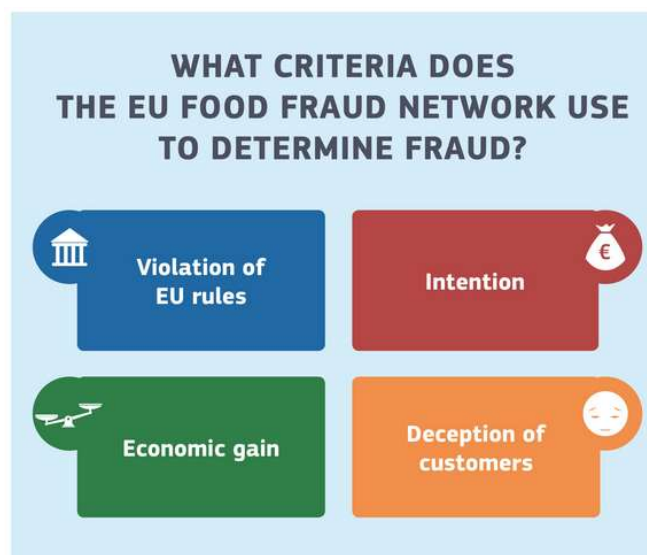 WHAT CRITERIA DOES
THE EU FOOD FRAUD NETWORK USE
TO DETERMINE FRAUD?
Violation of
EU rules
Intention
€
Economic gain
Deception of
customers